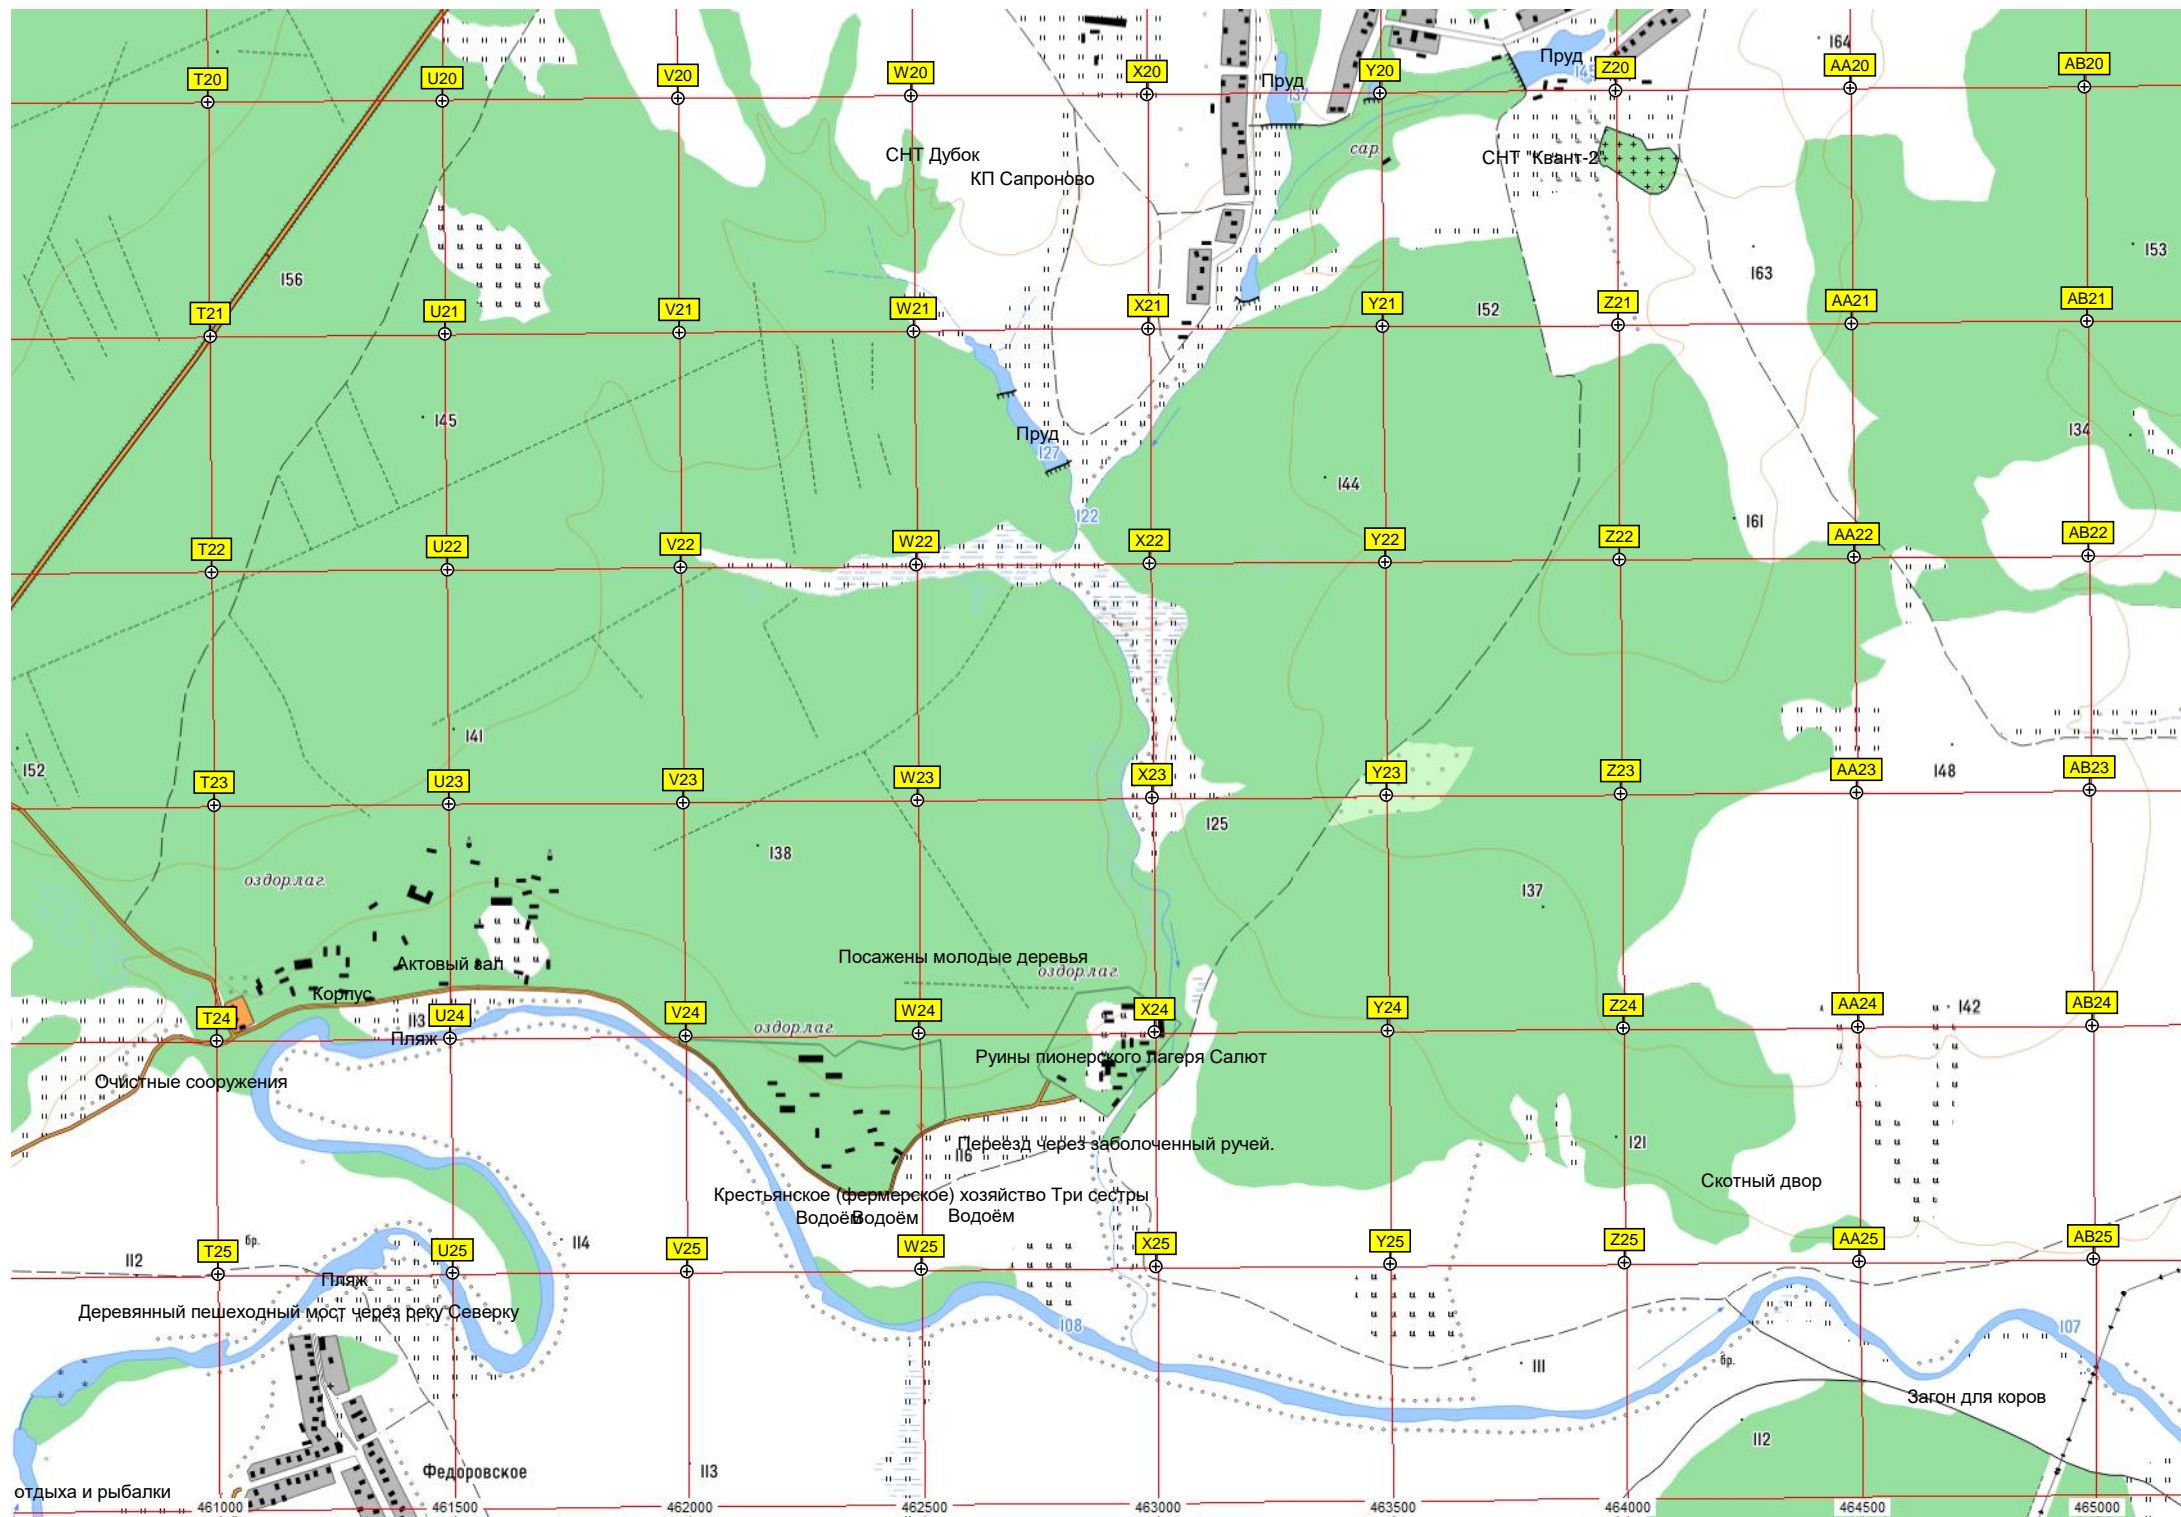 164
Пруд
145
Пруд
137
T20
U20
V20
W20
X20
Y20
Z20
AA20
AB20
СНТ Дубок
КП Сапроново
сар.
СНТ "Квант-2"
156
152
163
153
T21
U21
V21
W21
X21
Y21
Z21
AA21
AB21
145
Пруд
127
134
144
122
161
T22
U22
V22
W22
X22
Y22
Z22
AA22
AB22
141
152
148
T23
U23
V23
W23
X23
Y23
Z23
AA23
AB23
125
138
137
оздор.лаг.
Актовый зал
Посажены молодые деревья
оздор.лаг.
Корпус
113
142
T24
U24
V24
W24
X24
Y24
Z24
AA24
AB24
оздор.лаг.
Пляж
Руины пионерского лагеря Салют
Очистные сооружения
121
Переезд через заболоченный ручей.
116
Скотный двор
Крестьянское (фермерское) хозяйство Три сестры
Водоём
Водоём
Водоём
112
бр.
114
T25
U25
V25
W25
X25
Y25
Z25
AA25
AB25
Пляж
Деревянный пешеходный мост через реку Северку
108
107
111
бр.
Загон для коров
112
Федоровское
113
отдыха и рыбалки
461000
461500
462000
462500
463000
463500
464000
464500
465000